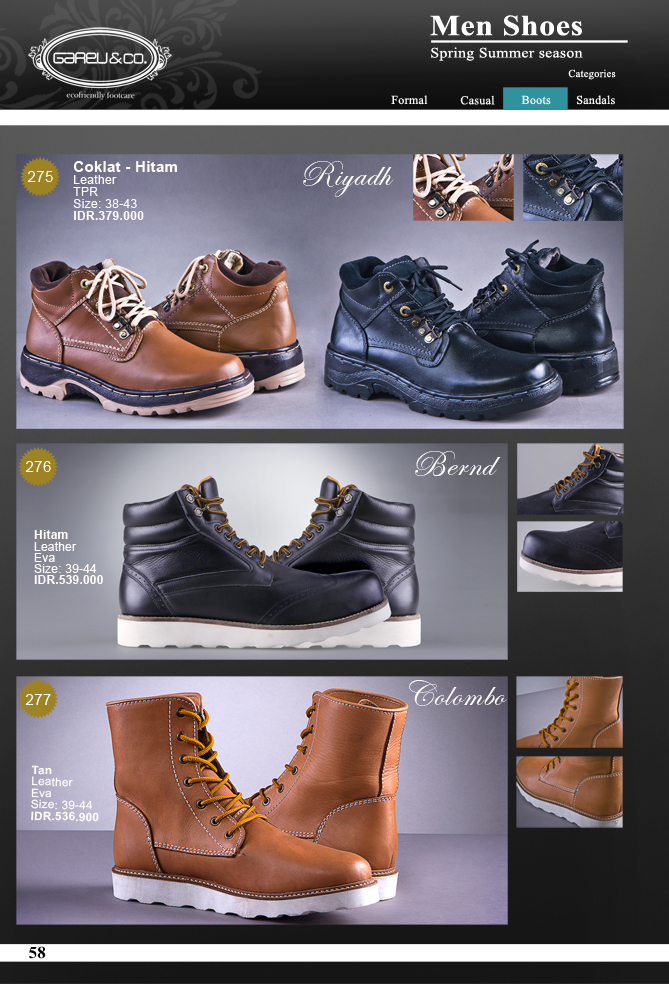 Men Shoes
Spring Summer season
GAREU & CO.
ecofriendly footcare
Categories
Formal Casual Boots Sandals
275
Coklat - Hitam
Leather
TPR
Size: 38-43
IDR.379.000
Riyadh
276
Bernd
Hitam
Leather
Eva
Size: 39-44
IDR.539.000
277
Colombo
Tan
Leather
Eva
Size: 39-44
IDR.536,900
58